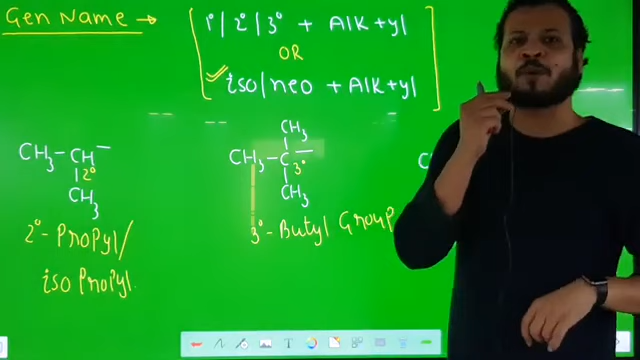 Gen Name → 1°/2°/3° + Alk + yl
OR
iso/neo + Alk + yl
CH3–CH–
2°
CH3
2°-Propyl/
iso Propyl.
CH3
CH3–C–
3°
CH3
3°-Butyl Group
C